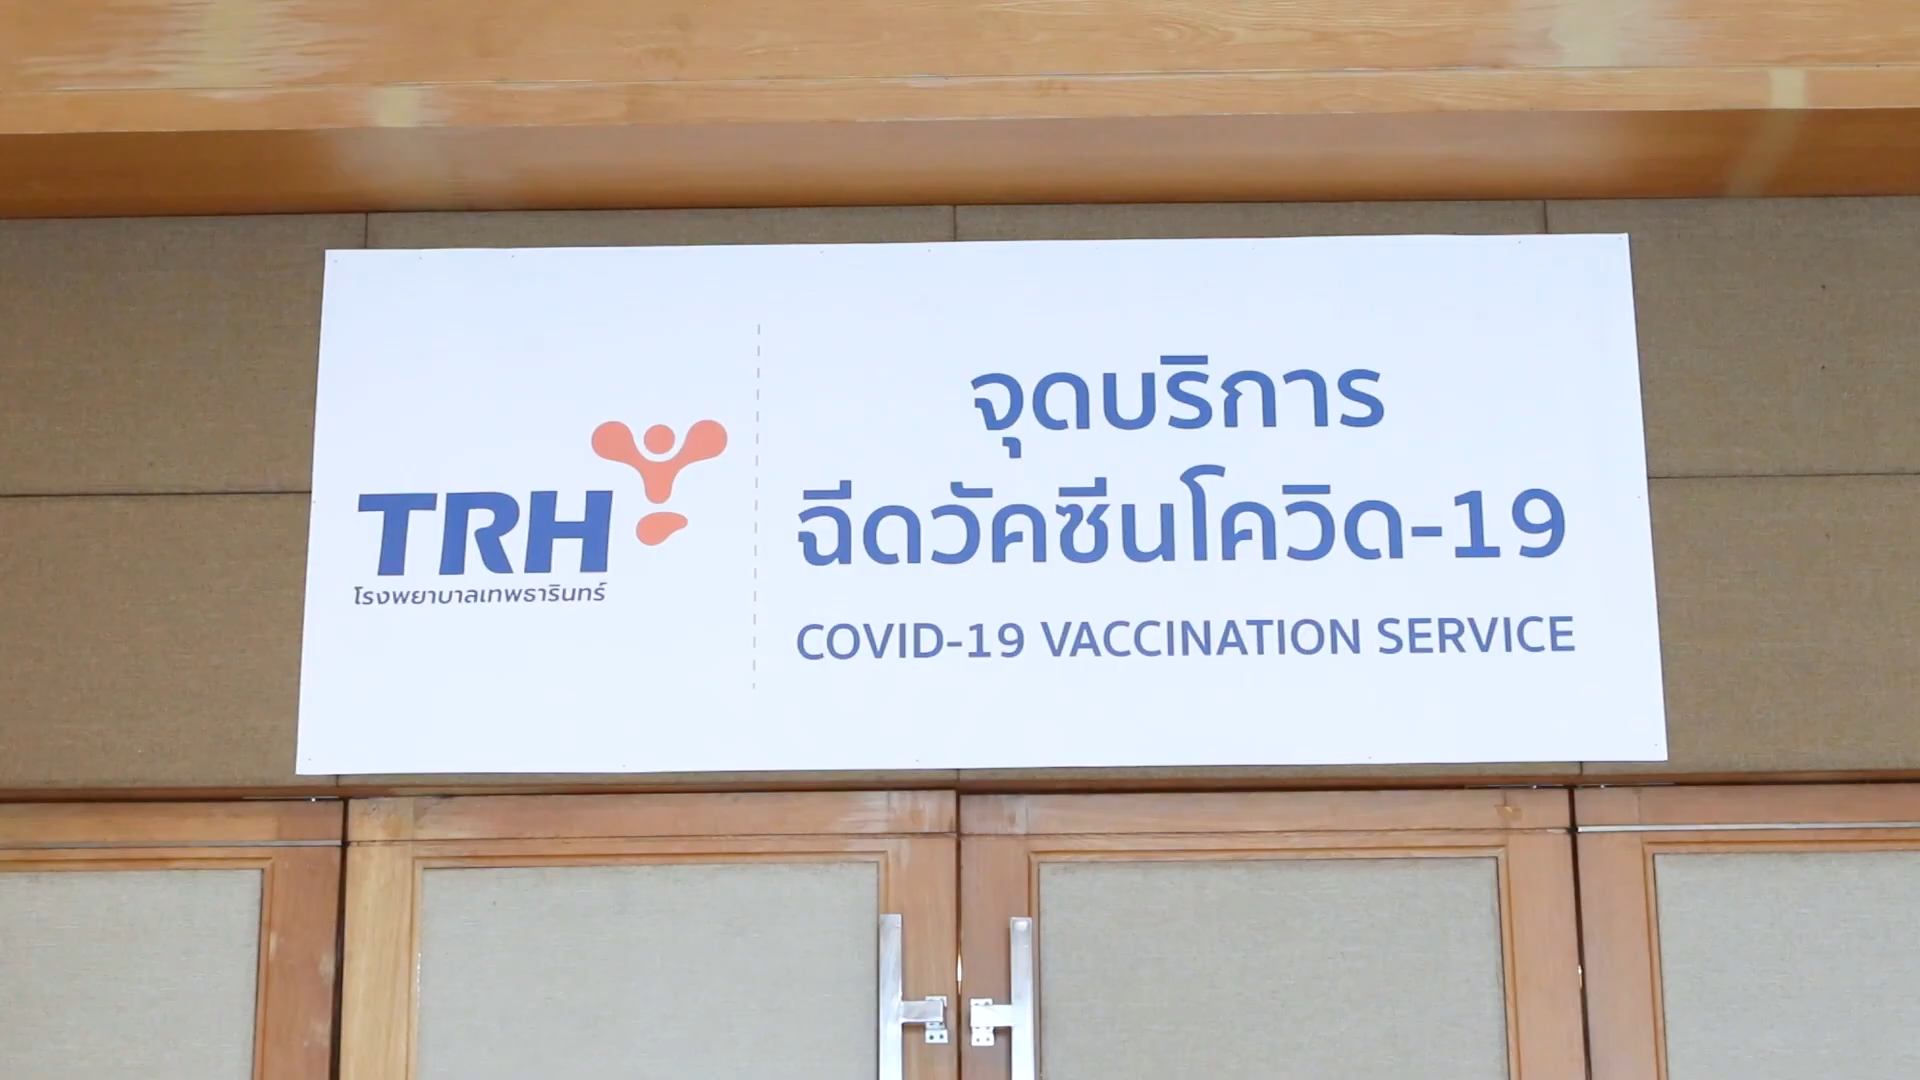 TRH
โรงพยาบาลเทพธารินทร์
จุดบริการ
ฉีดวัคซีนโควิด-19
COVID-19 VACCINATION SERVICE